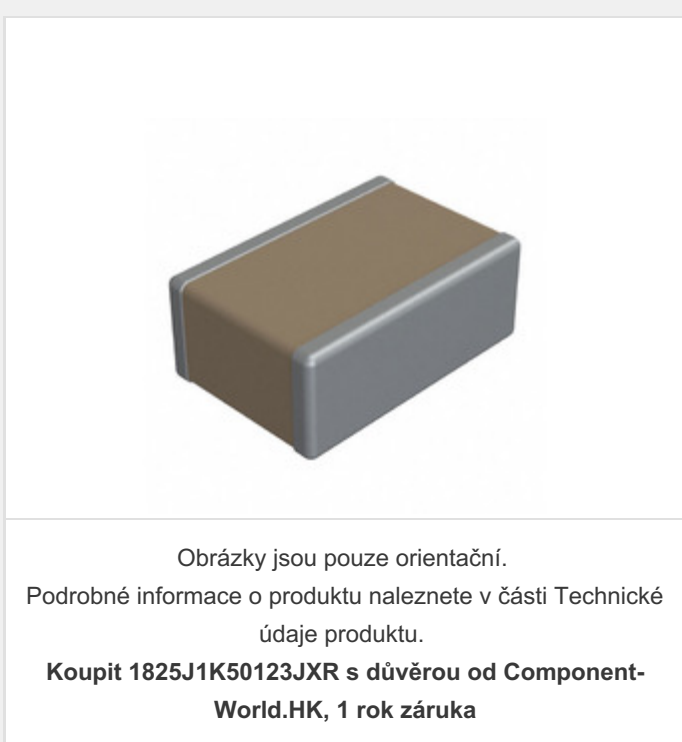 Obrázky jsou pouze orientační.
Podrobné informace o produktu naleznete v části Technické
údaje produktu.
Koupit 1825J1K50123JXR s důvěrou od Component-
World.HK, 1 rok záruka